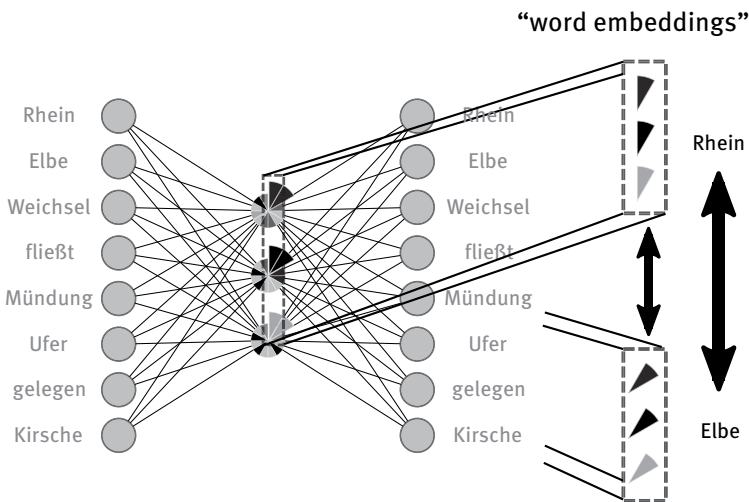 “word embeddings”
Rhein
Elbe
Weichsel
fließt
Mündung
Ufer
gelegen
Kirsche
Rhein
Elbe
Weichsel
fließt
Mündung
Ufer
gelegen
Kirsche
Rhein
Elbe